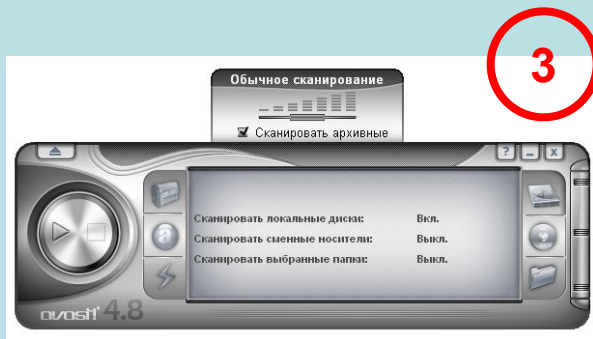 3
Обычное сканирование
Сканировать архивные
? _ x
Сканировать локальные диски: Вкл.
Сканировать сменные носители: Выкл.
Сканировать выбранные папки: Выкл.
a
avast! 4.8